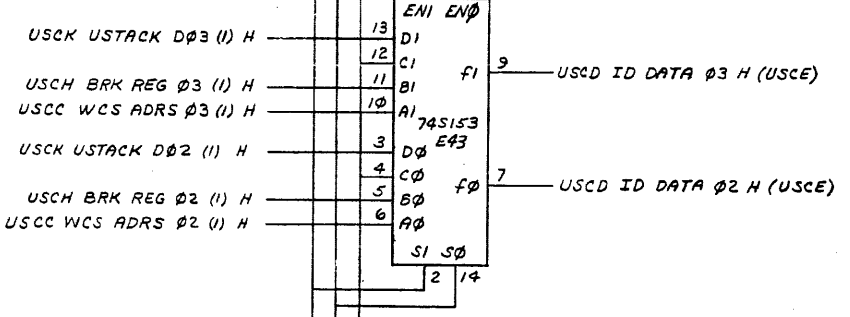 EN1 ENØ
USCK USTACK DØ3 (1) H 13 D1
12 C1
f1 9 USCD ID DATA Ø3 H (USCE)
USCH BRK REG Ø3 (1) H 11 B1
USCC WCS ADRS Ø3 (1) H 1Ø A1
74S153
E43
USCK USTACK DØ2 (1) H 3 DØ
4 CØ
fØ 7 USCD ID DATA Ø2 H (USCE)
USCH BRK REG Ø2 (1) H 5 BØ
USCC WCS ADRS Ø2 (1) H 6 AØ
S1 SØ
2 14